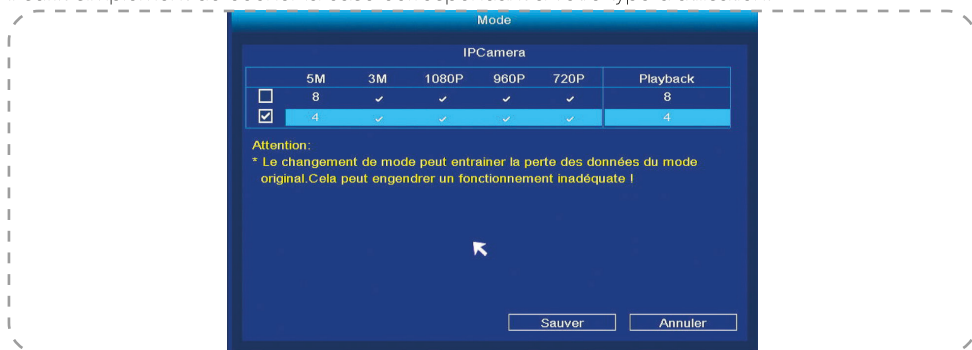 Mode
IPCamera
5M 3M 1080P 960P 720P Playback
8 ✓ ✓ ✓ ✓ 8
4 ✓ ✓ ✓ ✓ 4
Attention:
* Le changement de mode peut entrainer la perte des données du mode
original.Cela peut engendrer un fonctionnement inadéquate !
Sauver Annuler